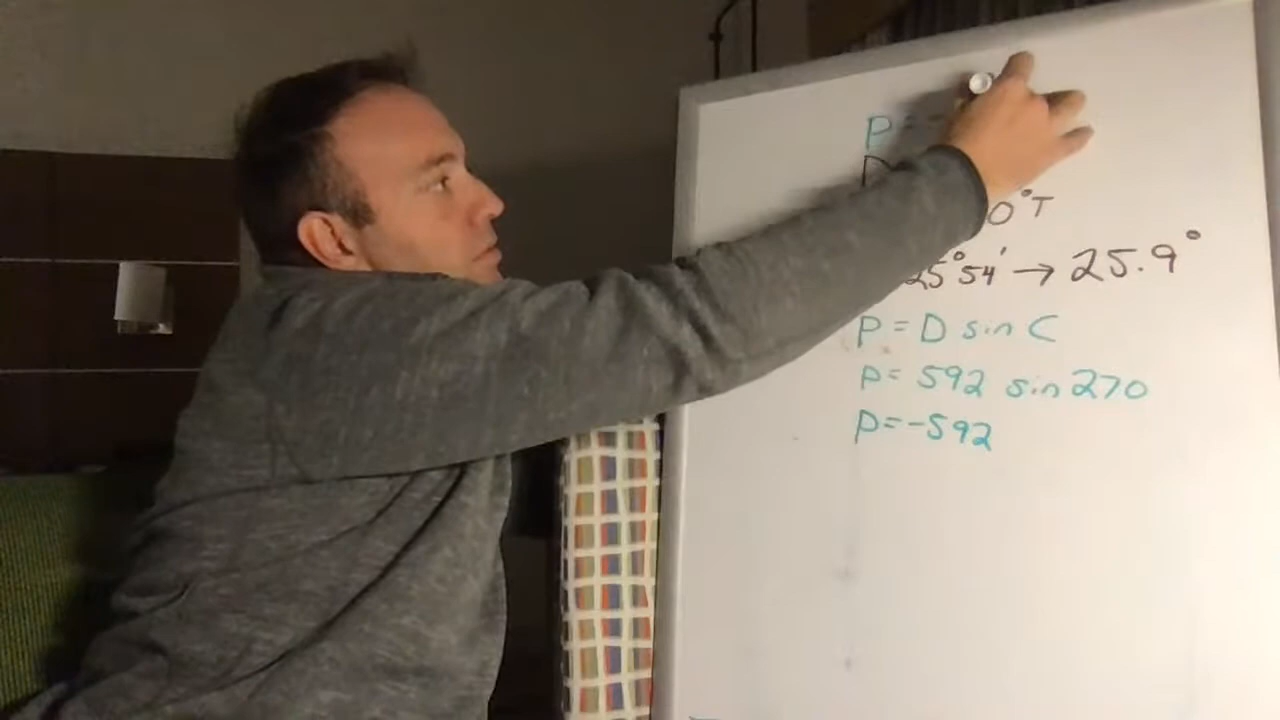 P = -
D
0°T
25°54' → 25.9°
P = D sin C
P = 592 sin 270
P = -592